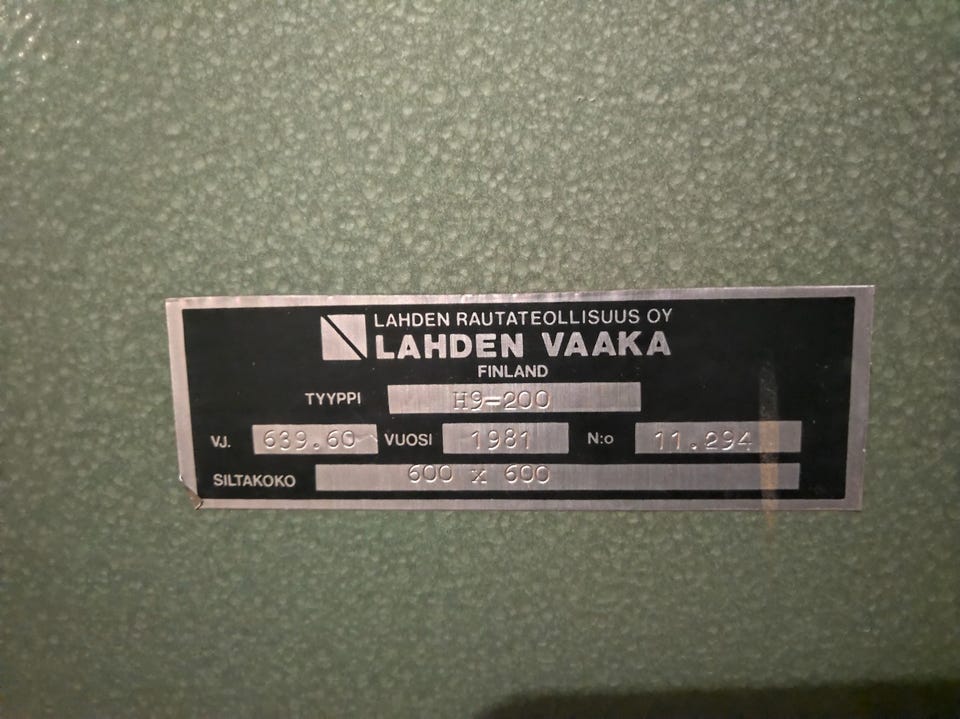 LAHDEN RAUTATEOLLISUUS OY
LAHDEN VAAKA
FINLAND
TYYPPI H9-200
VJ. 639.60 VUOSI 1981 N:o 11.294
SILTAKOKO 600 x 600